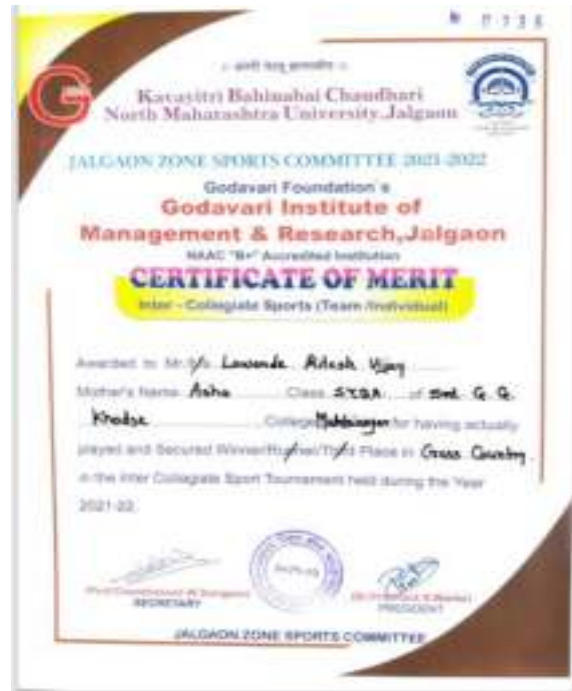 Kavayitri Bahinabai Chaudhari
North Maharashtra University, Jalgaon
JALGAON ZONE SPORTS COMMITTEE 2021-2022
Godavari Foundation's
Godavari Institute of
Management & Research, Jalgaon
NAAC "B+" Accredited Institution
CERTIFICATE OF MERIT
Inter - Collegiate Sports (Team /Individual)
Awarded to Mr. Ritesh Vijay
Mother's Name Asha Class S.Y.B.A. of Smt. G. G.
Khadse College for having actually
played and Secured Winner/Runner/Third Place in Cross Country
in the Inter Collegiate Sport Tournament held during the Year
2021-22.
SECRETARY
PRESIDENT
JALGAON ZONE SPORTS COMMITTEE